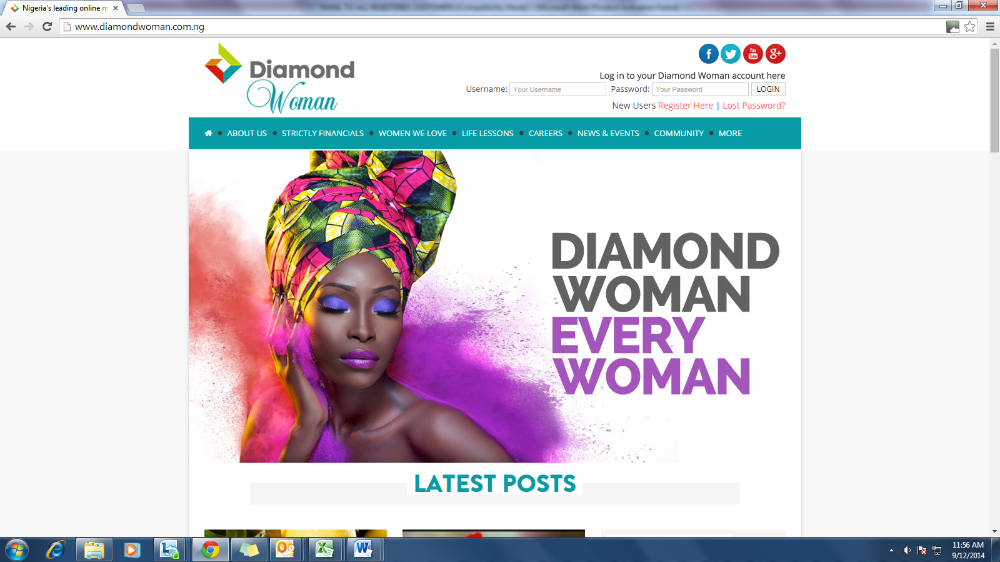 Nigeria's leading online m
www.diamondwoman.com.ng
Diamond
Woman
f
You
Tube
g+
Log in to your Diamond Woman account here
Username: Your Username Password: Your Password LOGIN
New Users Register Here | Lost Password?
ABOUT US • STRICTLY FINANCIALS • WOMEN WE LOVE • LIFE LESSONS • CAREERS • NEWS & EVENTS • COMMUNITY • MORE
DIAMOND
WOMAN
EVERY
WOMAN
LATEST POSTS
11:56 AM
9/12/2014